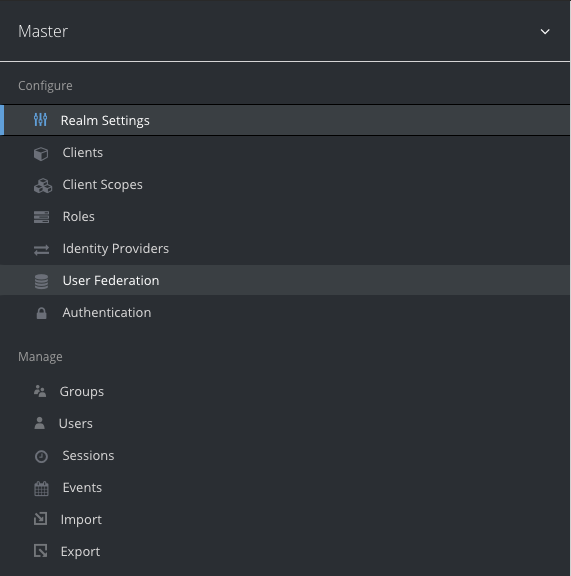 Master
Configure
Realm Settings
Clients
Client Scopes
Roles
Identity Providers
User Federation
Authentication
Manage
Groups
Users
Sessions
Events
Import
Export